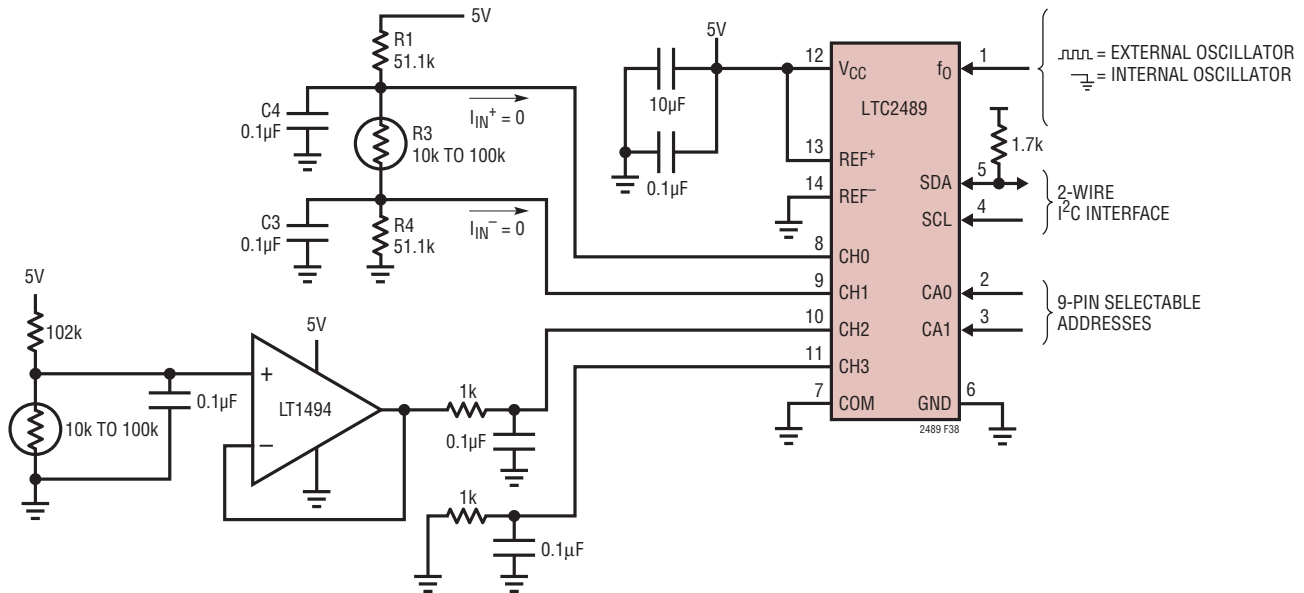 5V
R1
51.1k
C4
0.1µF
R3
10k TO 100k
I_IN⁺ = 0
C3
0.1µF
R4
51.1k
I_IN⁻ = 0
5V
10µF
0.1µF
12
V_CC
13
REF⁺
14
REF⁻
8
CH0
9
CH1
10
CH2
11
CH3
7
COM
LTC2489
f_O
1
SDA
5
SCL
4
CA0
2
CA1
3
GND
6
2489 F38
= EXTERNAL OSCILLATOR
= INTERNAL OSCILLATOR
1.7k
2-WIRE
I²C INTERFACE
9-PIN SELECTABLE
ADDRESSES
5V
102k
0.1µF
10k TO 100k
5V
+
LT1494
−
1k
0.1µF
1k
0.1µF